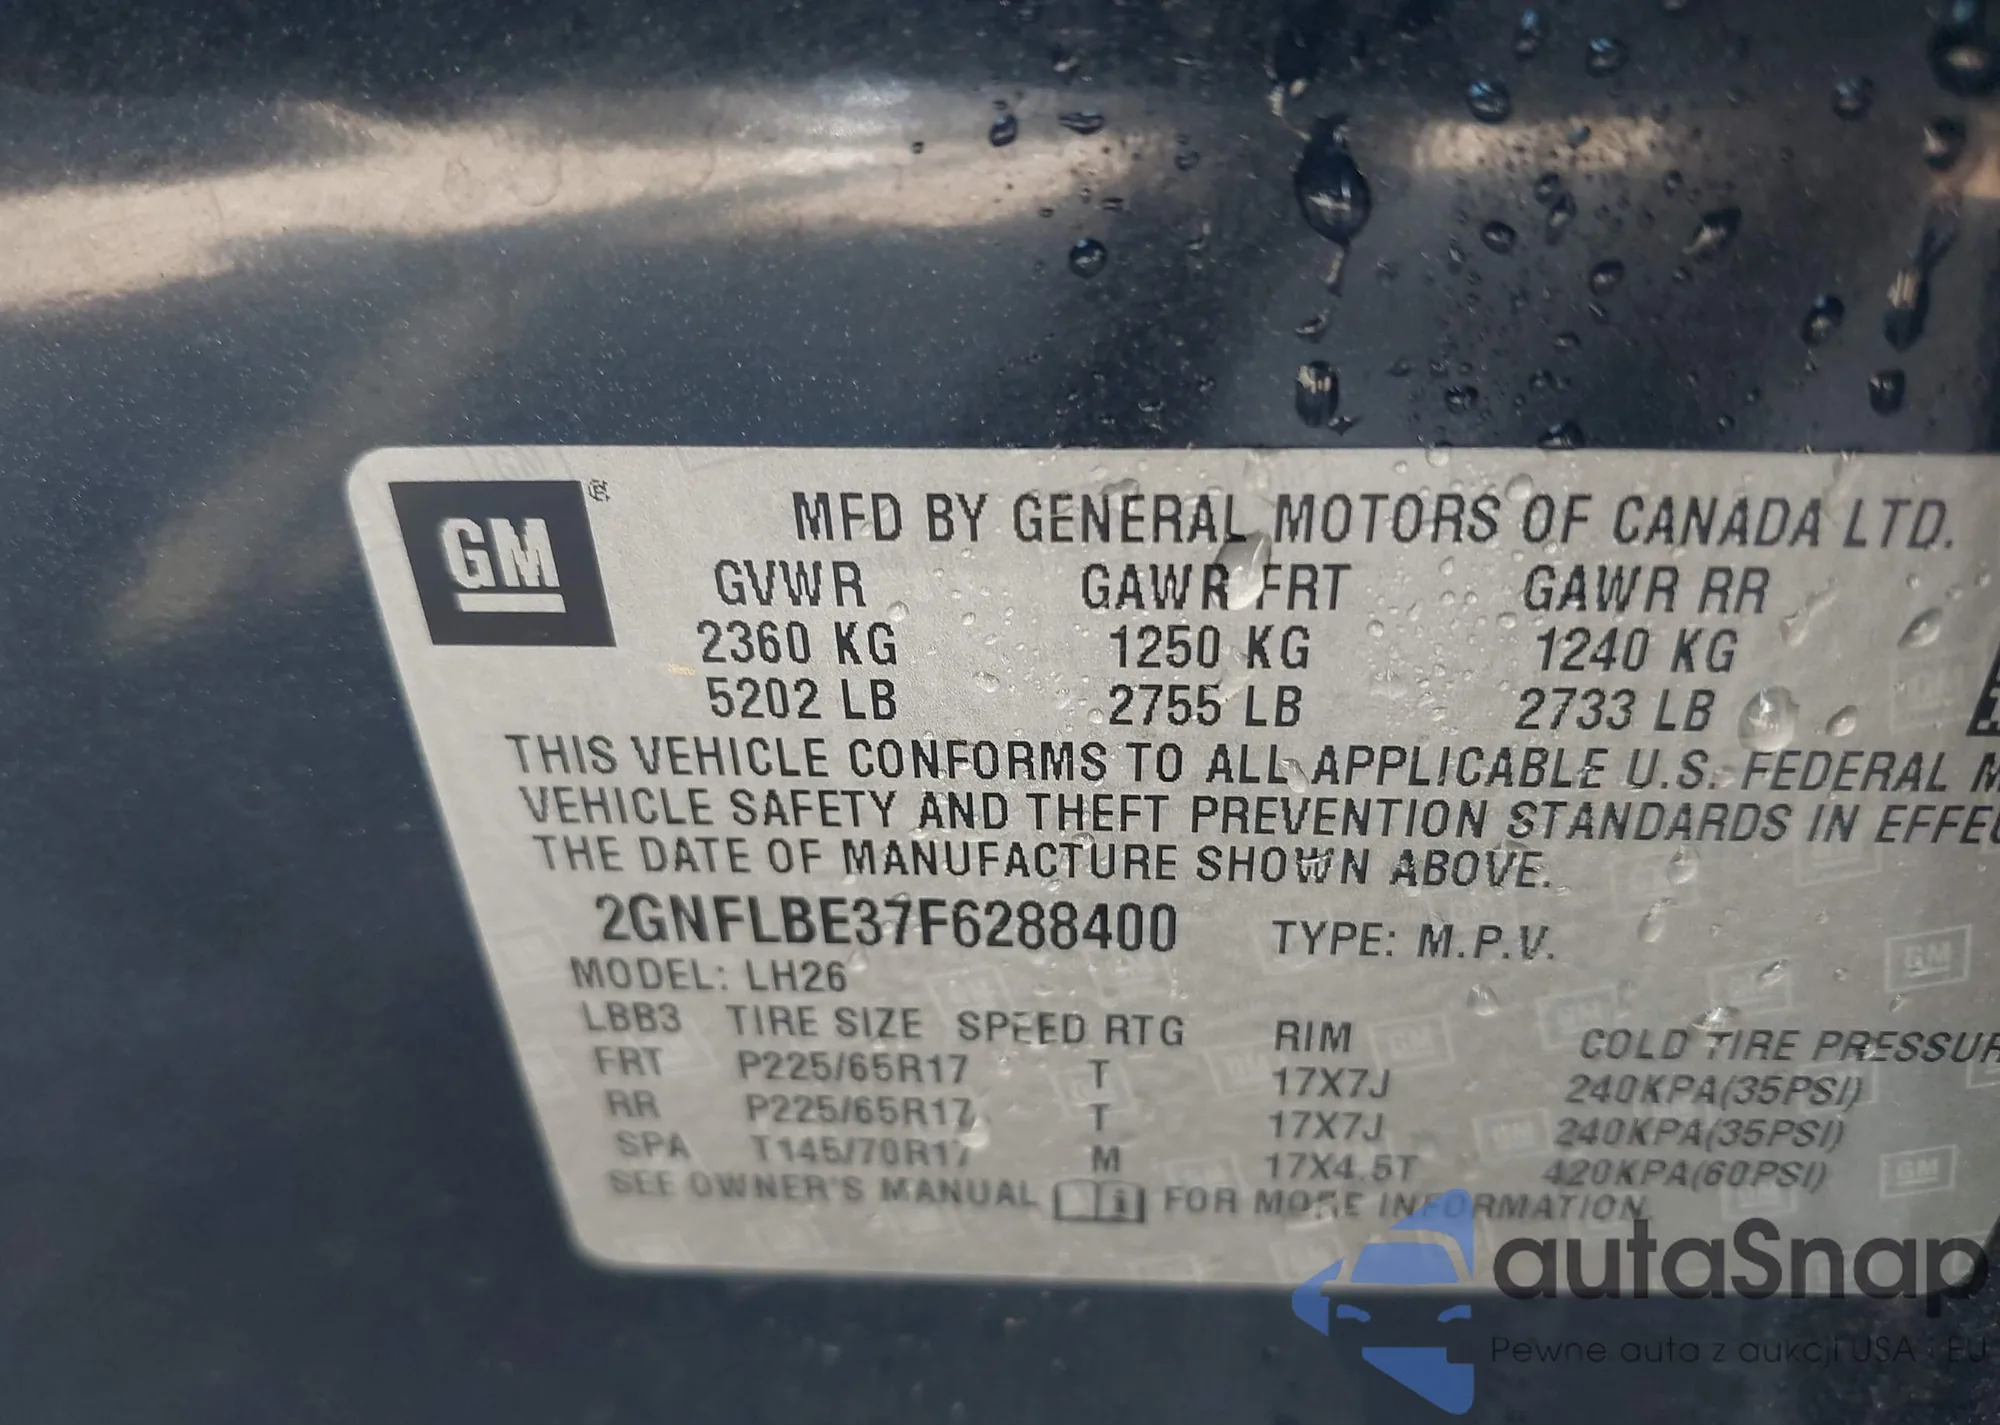 GM ®
MFD BY GENERAL MOTORS OF CANADA LTD.
GVWR GAWR FRT GAWR RR
2360 KG 1250 KG 1240 KG
5202 LB 2755 LB 2733 LB
THIS VEHICLE CONFORMS TO ALL APPLICABLE U.S. FEDERAL M
VEHICLE SAFETY AND THEFT PREVENTION STANDARDS IN EFFEC
THE DATE OF MANUFACTURE SHOWN ABOVE.
2GNFLBE37F6288400 TYPE: M.P.V.
MODEL: LH26
LBB3 TIRE SIZE SPEED RTG RIM COLD TIRE PRESSUR
FRT P225/65R17 T 17X7J 240KPA(35PSI)
RR P225/65R17 T 17X7J 240KPA(35PSI)
SPA T145/70R17 M 17X4.5T 420KPA(60PSI)
SEE OWNER'S MANUAL i FOR MORE INFORMATION
autaSnap
Pewne auta z aukcji USA i EU